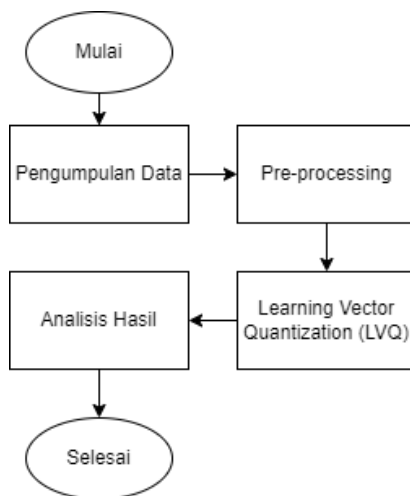 Mulai
Pengumpulan Data
Pre-processing
Learning Vector
Quantization (LVQ)
Analisis Hasil
Selesai